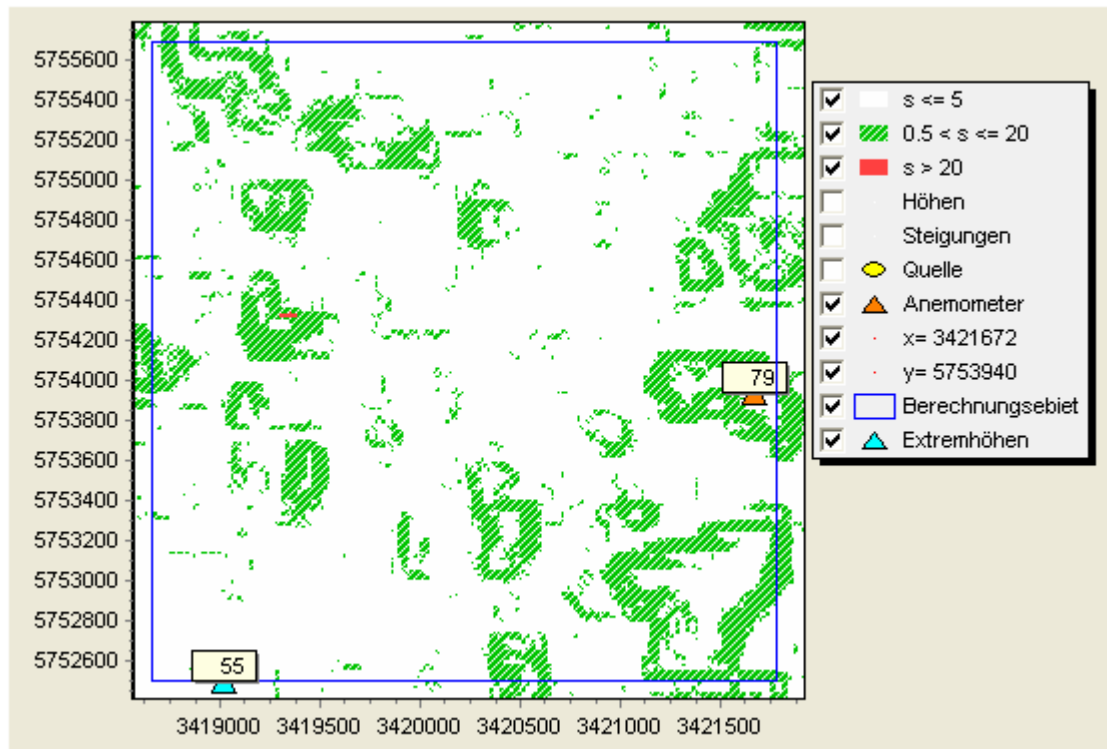 5755600
5755400
5755200
5755000
5754800
5754600
5754400
5754200
5754000
5753800
5753600
5753400
5753200
5753000
5752800
5752600
3419000 3419500 3420000 3420500 3421000 3421500
79
55
s <= 5
0.5 < s <= 20
s > 20
Höhen
Steigungen
Quelle
Anemometer
x= 3421672
y= 5753940
Berechnungsebiet
Extremhöhen